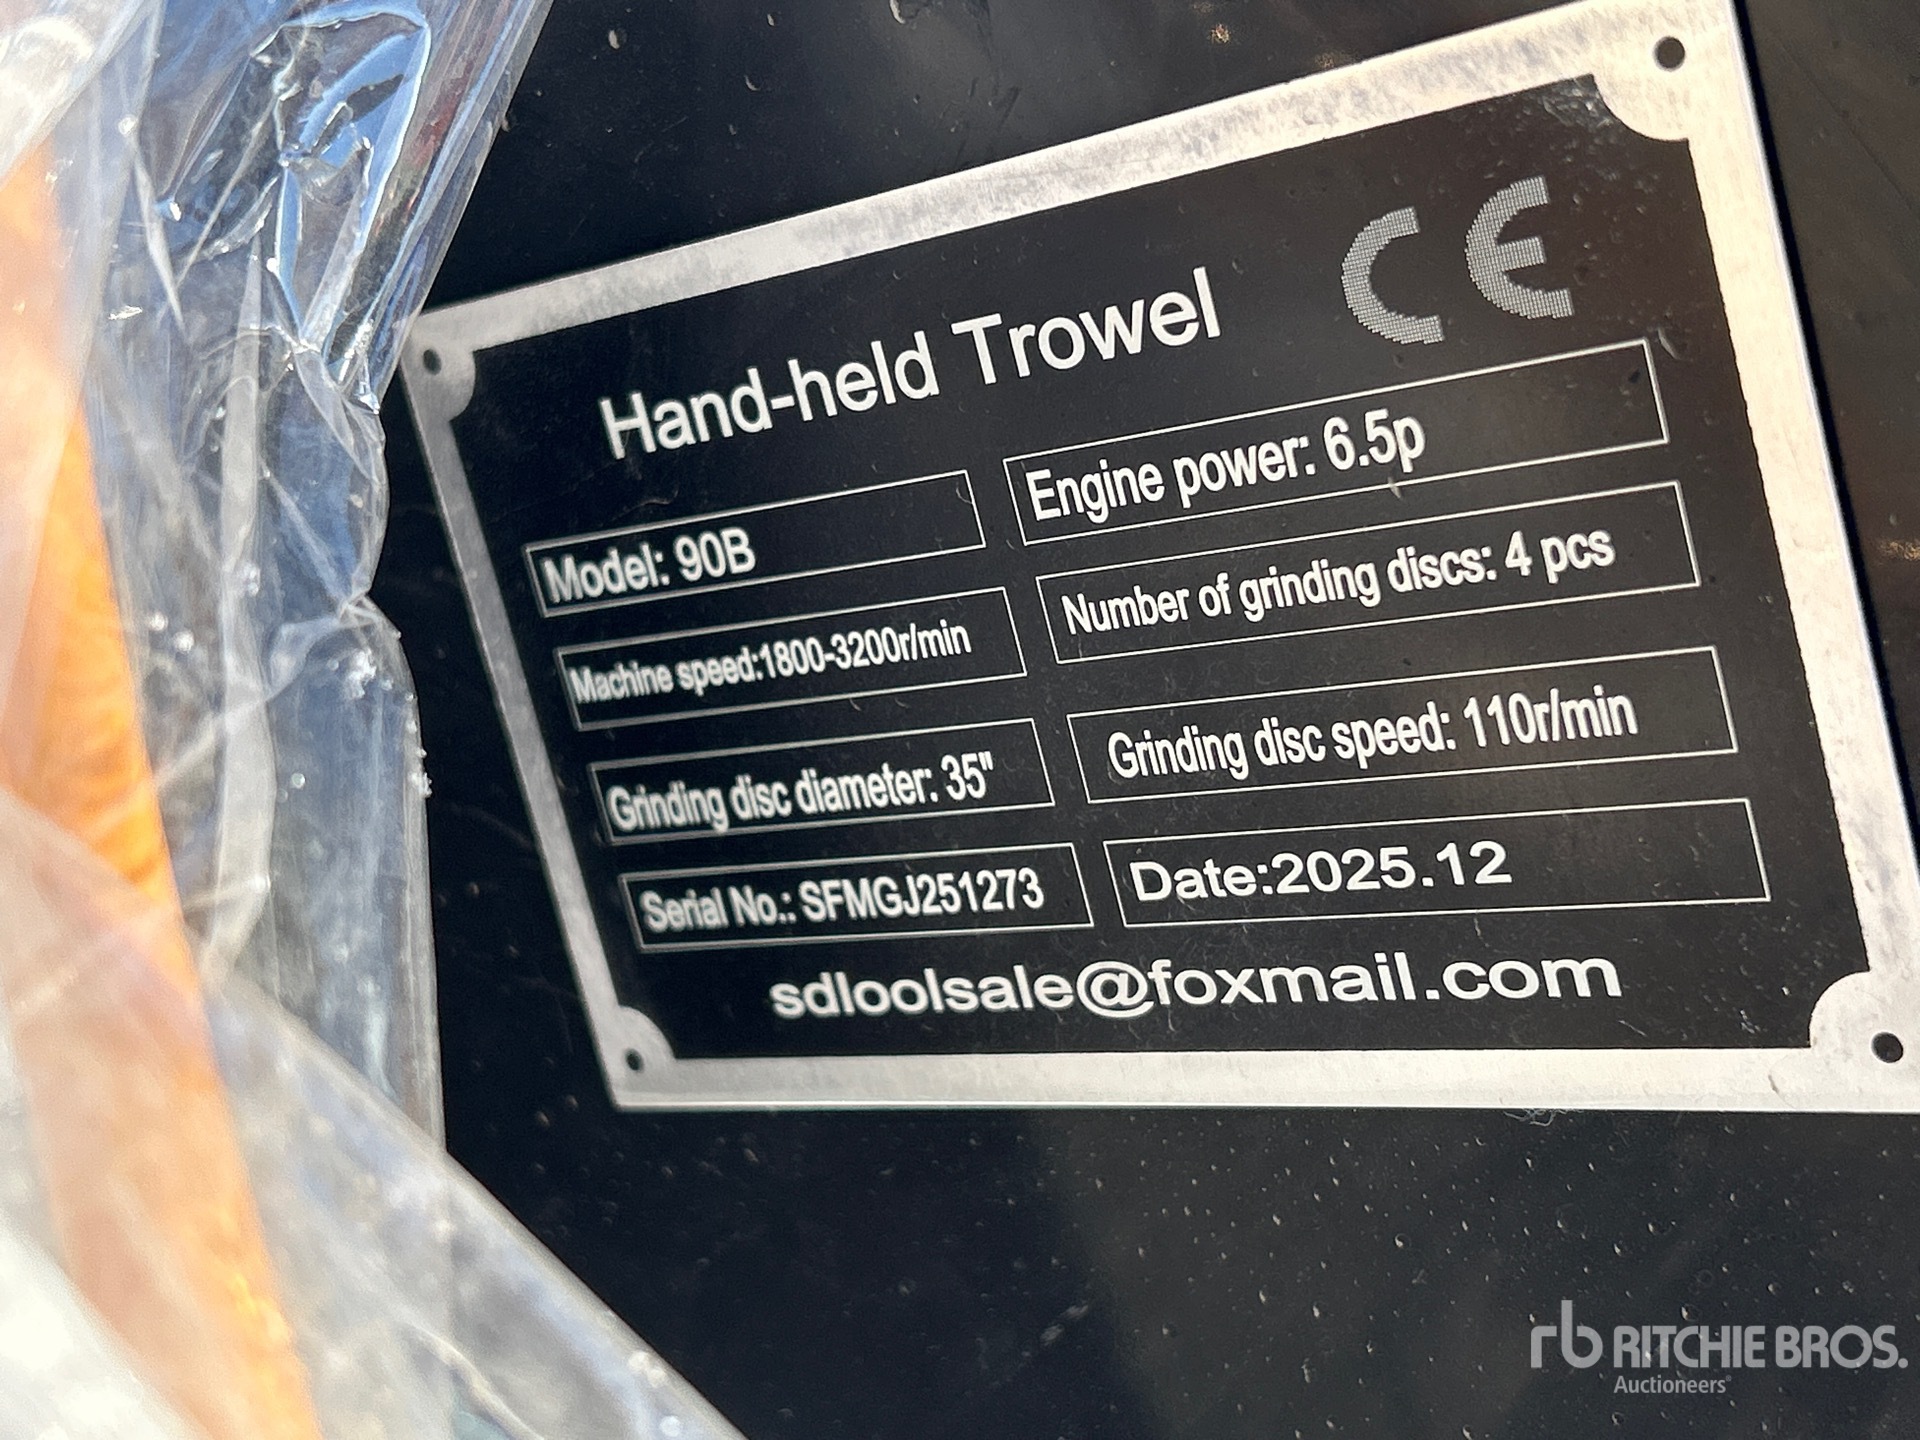 CE
Hand-held Trowel
Model: 90B
Engine power: 6.5p
Machine speed:1800-3200r/min
Number of grinding discs: 4 pcs
Grinding disc diameter: 35"
Grinding disc speed: 110r/min
Serial No.: SFMGJ251273
Date:2025.12
sdloolsale@foxmail.com
rb RITCHIE BROS.
Auctioneers